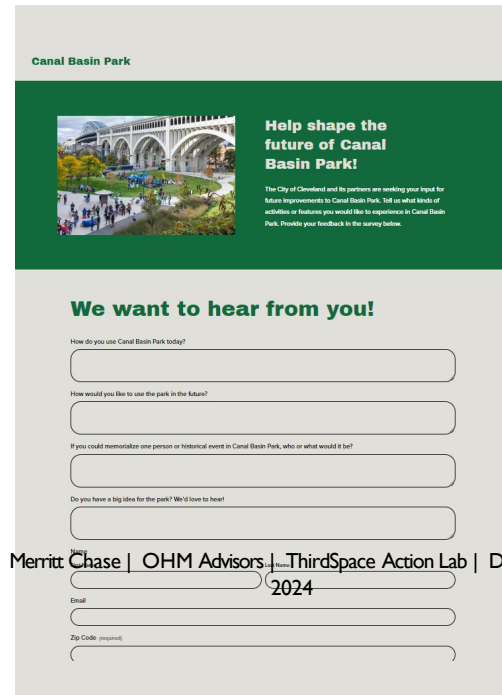 Canal Basin Park
Help shape the
future of Canal
Basin Park!
The City of Cleveland and its partners are seeking your input for
future improvements to Canal Basin Park. Tell us what kinds of
activities or features you would like to experience in Canal Basin
Park. Provide your feedback in the survey below.
We want to hear from you!
How do you use Canal Basin Park today?
How would you like to use the park in the future?
If you could memorialize one person or historical event in Canal Basin Park, who or what would it be?
Do you have a big idea for the park? We'd love to hear!
Name
Last Name
Merritt Chase | OHM Advisors | ThirdSpace Action Lab | D
2024
Email
Zip Code (required)